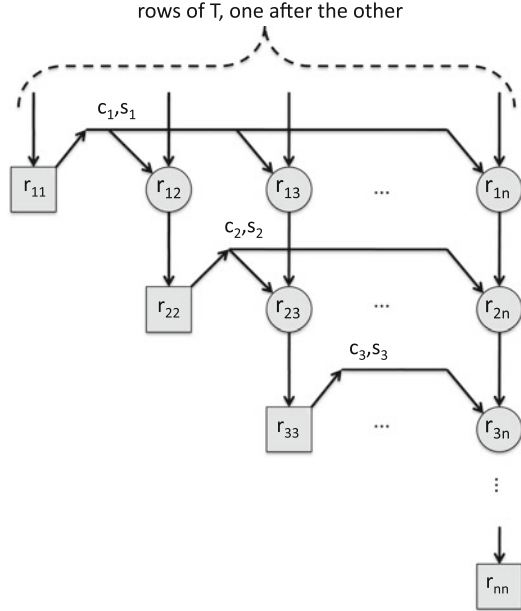 rows of T, one after the other
c₁,s₁
r₁₁ r₁₂ r₁₃ ... r₁ₙ
c₂,s₂
r₂₂ r₂₃ ... r₂ₙ
c₃,s₃
r₃₃ ... r₃ₙ
...
rₙₙ